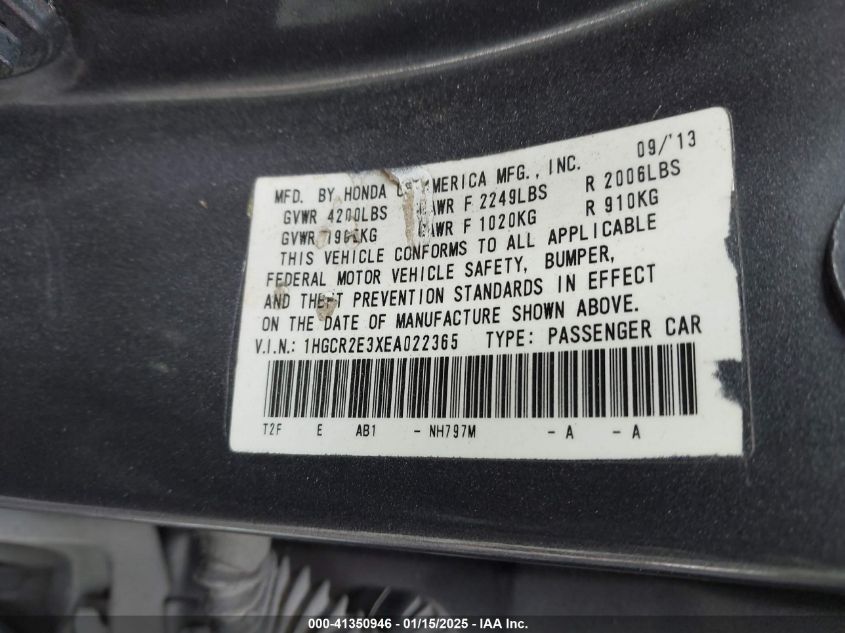 09/'13
MFD. BY HONDA OF AMERICA MFG., INC.
GVWR 4200LBS GAWR F 2249LBS R 2006LBS
GVWR KG GAWR F 1020KG R 910KG
THIS VEHICLE CONFORMS TO ALL APPLICABLE
FEDERAL MOTOR VEHICLE SAFETY, BUMPER,
AND THEFT PREVENTION STANDARDS IN EFFECT
ON THE DATE OF MANUFACTURE SHOWN ABOVE.
V.I.N.: 1HGCR2E3XEA022365 TYPE: PASSENGER CAR
T2F E AB1 - NH797M - A - A
000-41350946 - 01/15/2025 - IAA Inc.